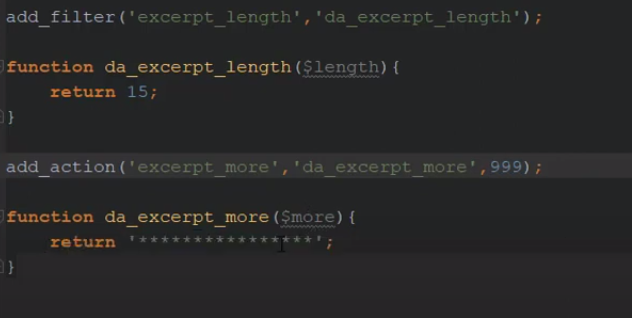 add_filter('excerpt_length','da_excerpt_length');
function da_excerpt_length($length){
return 15;
}
add_action('excerpt_more','da_excerpt_more',999);
function da_excerpt_more($more){
return '****************';
}